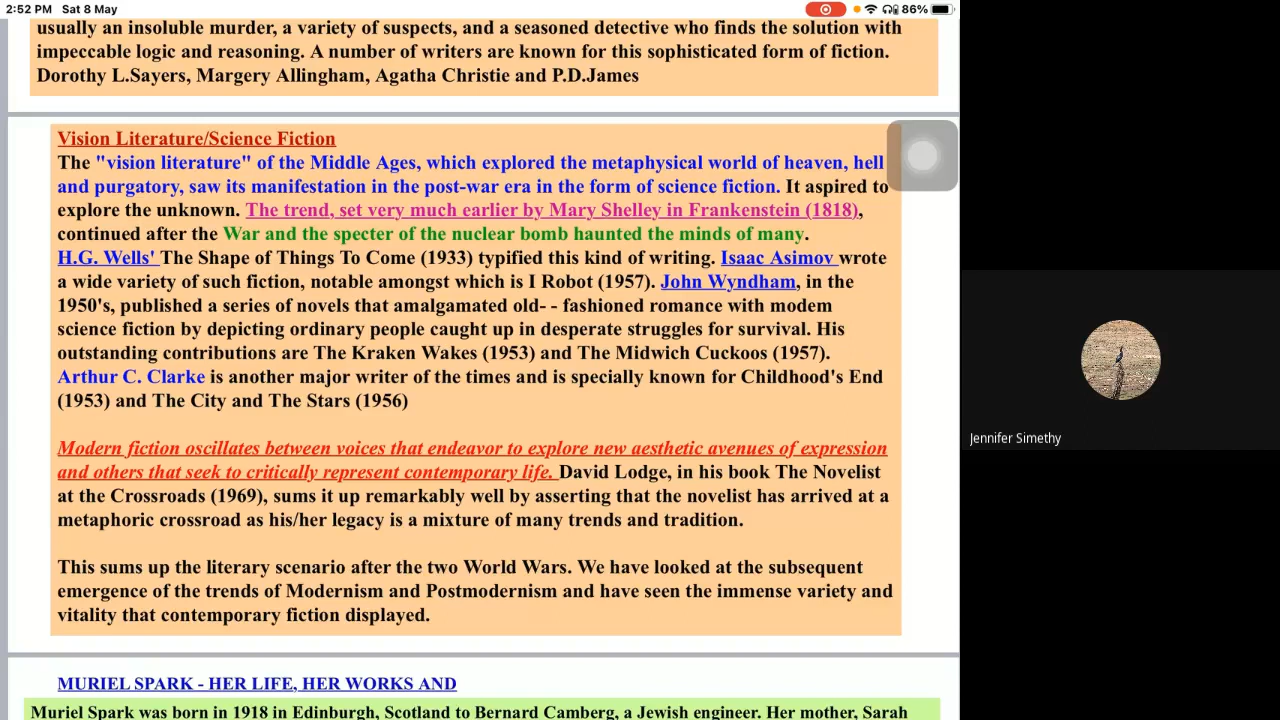 2:52 PM Sat 8 May
86%
usually an insoluble murder, a variety of suspects, and a seasoned detective who finds the solution with
impeccable logic and reasoning. A number of writers are known for this sophisticated form of fiction.
Dorothy L.Sayers, Margery Allingham, Agatha Christie and P.D.James
Vision Literature/Science Fiction
The "vision literature" of the Middle Ages, which explored the metaphysical world of heaven, hell
and purgatory, saw its manifestation in the post-war era in the form of science fiction. It aspired to
explore the unknown. The trend, set very much earlier by Mary Shelley in Frankenstein (1818),
continued after the War and the specter of the nuclear bomb haunted the minds of many.
H.G. Wells' The Shape of Things To Come (1933) typified this kind of writing. Isaac Asimov wrote
a wide variety of such fiction, notable amongst which is I Robot (1957). John Wyndham, in the
1950's, published a series of novels that amalgamated old- - fashioned romance with modem
science fiction by depicting ordinary people caught up in desperate struggles for survival. His
outstanding contributions are The Kraken Wakes (1953) and The Midwich Cuckoos (1957).
Arthur C. Clarke is another major writer of the times and is specially known for Childhood's End
(1953) and The City and The Stars (1956)
Modern fiction oscillates between voices that endeavor to explore new aesthetic avenues of expression
and others that seek to critically represent contemporary life. David Lodge, in his book The Novelist
at the Crossroads (1969), sums it up remarkably well by asserting that the novelist has arrived at a
metaphoric crossroad as his/her legacy is a mixture of many trends and tradition.
This sums up the literary scenario after the two World Wars. We have looked at the subsequent
emergence of the trends of Modernism and Postmodernism and have seen the immense variety and
vitality that contemporary fiction displayed.
MURIEL SPARK - HER LIFE, HER WORKS AND
Muriel Spark was born in 1918 in Edinburgh, Scotland to Bernard Camberg, a Jewish engineer. Her mother, Sarah
Jennifer Simethy